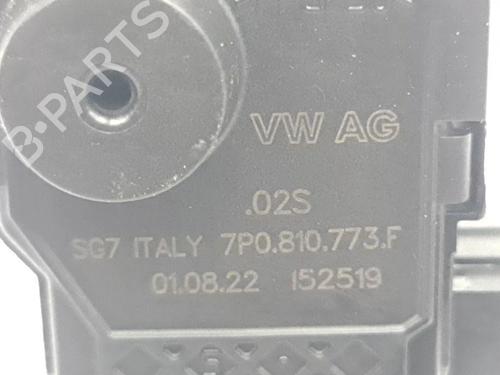 B-PARTS
VW AG
.02S
SG7 ITALY 7P0.810.773.F
01.08.22 152519